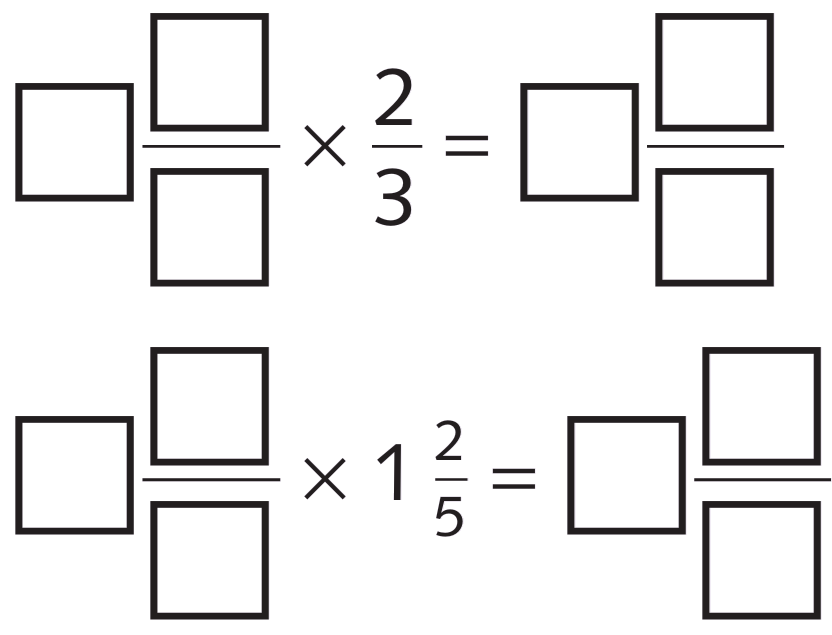 □ □/□ × 2/3 = □ □/□
□ □/□ × 1 2/5 = □ □/□